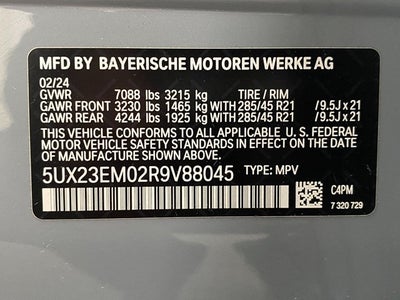 MFD BY BAYERISCHE MOTOREN WERKE AG
02/24
GVWR 7088 lbs 3215 kg TIRE / RIM
GAWR FRONT 3230 lbs 1465 kg WITH 285/45 R21 /9.5J x 21
GAWR REAR 4244 lbs 1925 kg WITH 285/45 R21 /9.5J x 21
THIS VEHICLE CONFORMS TO ALL APPLICABLE U. S. FEDERAL
MOTOR VEHICLE SAFETY STANDARDS IN EFFECT ON THE
DATE OF MANUFACTURE SHOWN ABOVE.
5UX23EM02R9V88045 TYPE: MPV
C4PM
7 320 729